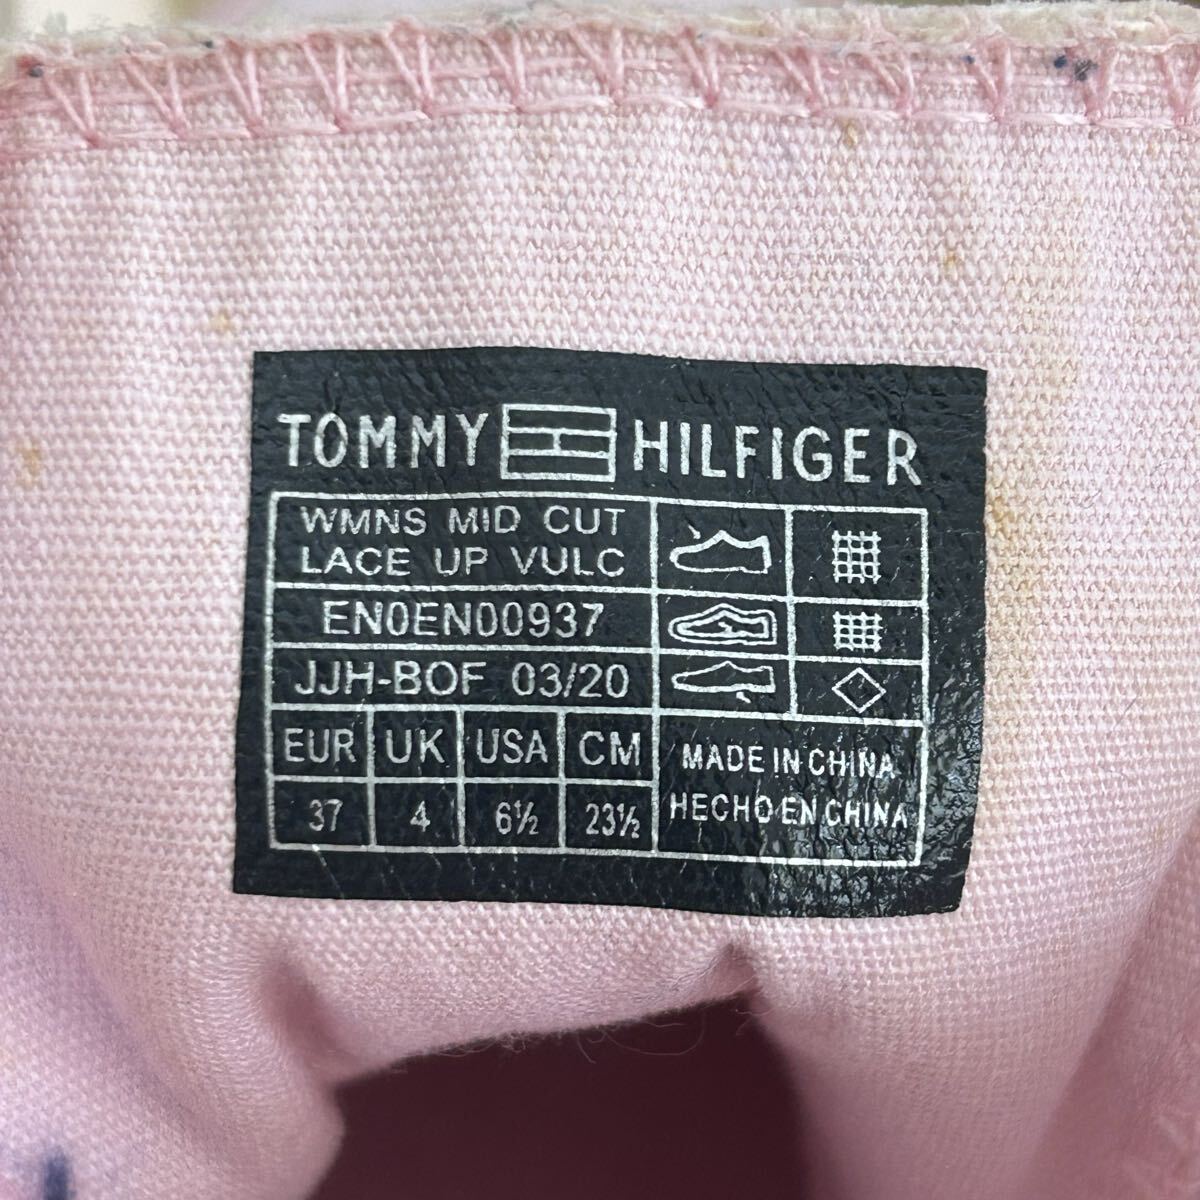 TOMMY HILFIGER
WMNS MID CUT
LACE UP VULC
EN0EN00937
JJH-BOF 03/20
EUR UK USA CM
37 4 6½ 23½
MADE IN CHINA
HECHO EN CHINA